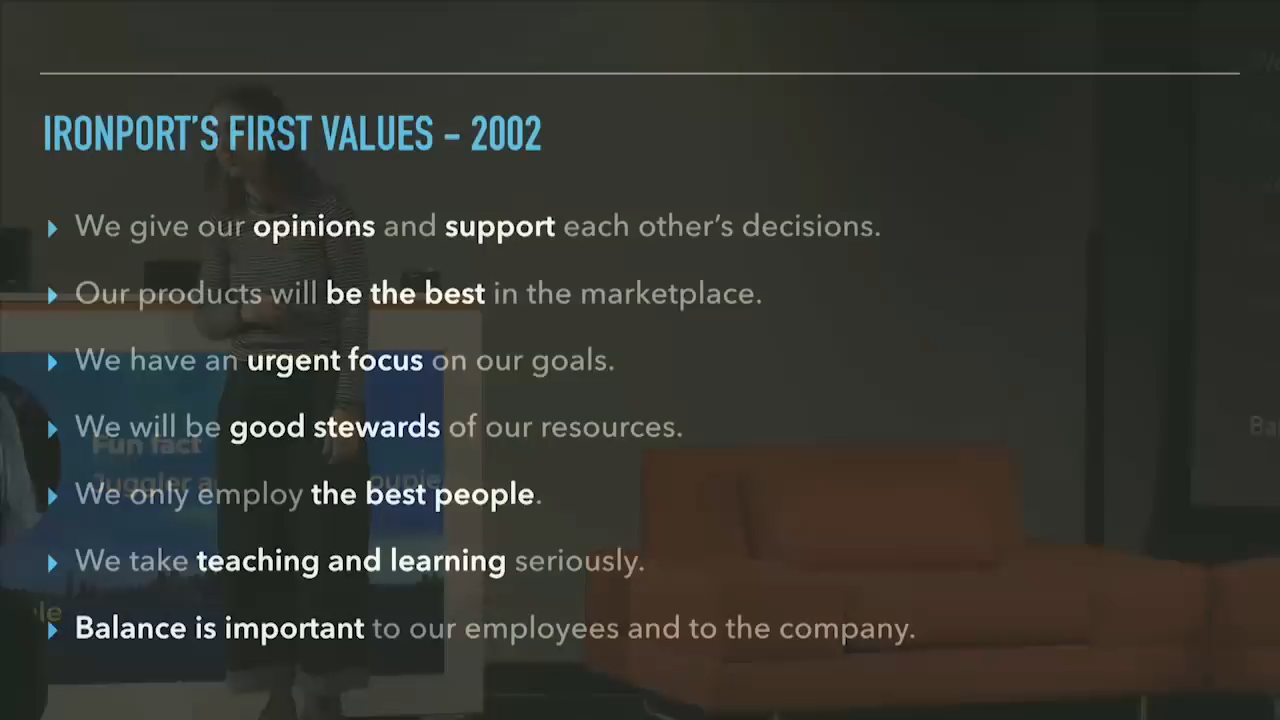 IRONPORT'S FIRST VALUES – 2002
We give our opinions and support each other's decisions.
Our products will be the best in the marketplace.
We have an urgent focus on our goals.
We will be good stewards of our resources.
Fun fact
Juggler
We only employ the best people.
We take teaching and learning seriously.
Balance is important to our employees and to the company.